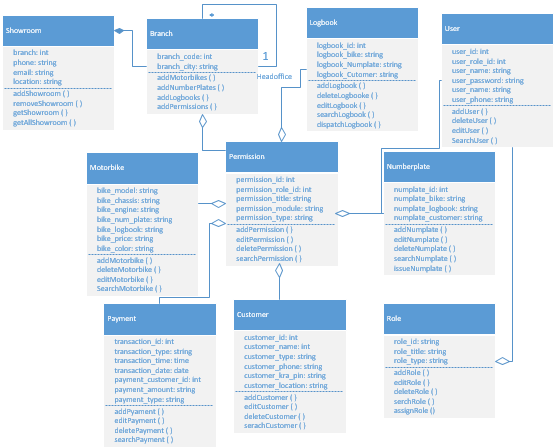 Showroom
branch: int
phone: string
email: string
location: string
addShowroom ( )
removeShowroom ( )
getShowroom ( )
getAllShowroom ( )
*
Branch
branch_code: int
branch_city: string
addMotorbikes ( )
addNumberPlates ( )
addLogbooks ( )
addPermissions ( )
1
Headoffice
Logbook
logbook_id: int
logbook_bike: string
logbook_Numplate: string
logbook_Cutomer: string
addLogbook ( )
deleteLogbooke ( )
editLogbook ( )
searchLogbook ( )
dispatchLogbook ( )
User
user_id: int
user_role_id: int
user_name: string
user_password: string
user_name: string
user_phone: string
addUser ( )
deleteUser ( )
editUser ( )
SearchUser ( )
Motorbike
bike_model: string
bike_chassis: string
bike_engine: string
bike_num_plate: string
bike_logbook: string
bike_price: string
bike_color: string
addMotorbike ( )
deleteMotorbike ( )
editMotorbike ( )
SearchMotorbike ( )
Permission
permission_id: int
permission_role_id: int
permission_title: string
permission_module: string
permission_type: string
addPermission ( )
editPermission ( )
deletePermission ( )
searchPermission ( )
Numberplate
numplate_id: int
numplate_bike: string
numplate_logbook: string
numplate_customer: string
addNumplate ( )
editNumplate ( )
deleteNumplate ( )
searchNumplate ( )
issueNumplate ( )
Payment
transaction_id: int
transaction_type: string
transaction_time: time
transaction_date: date
payment_customer_id: int
payment_amount: string
payment_type: string
addPyament ( )
editPayment ( )
deletePayment ( )
searchPayment ( )
Customer
customer_id: int
customer_name: int
customer_type: string
customer_phone: string
customer_kra_pin: string
customer_location: string
addCustomer ( )
editCustomer ( )
deleteCustomer ( )
serachCustomer ( )
Role
role_id: string
role_title: string
role_type: string
addRole ( )
editRole ( )
deleteRole ( )
serchRole ( )
assignRole ()